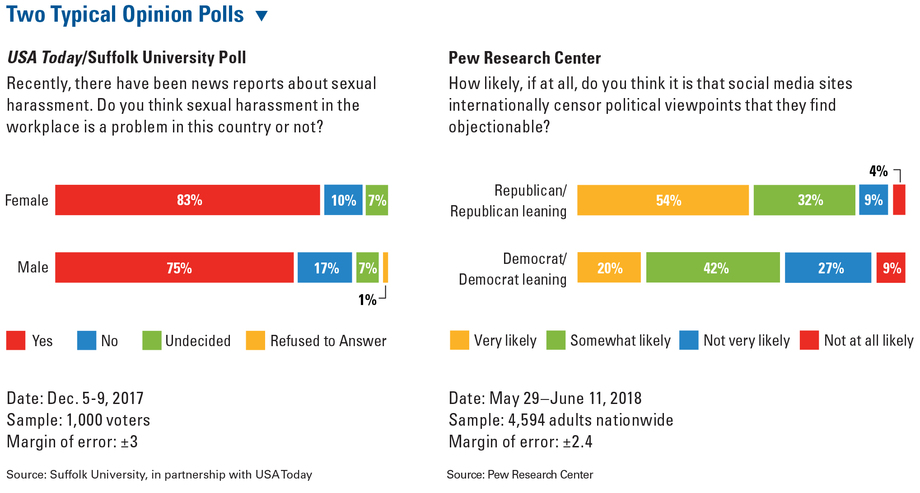 Two Typical Opinion Polls ▼
USA Today/Suffolk University Poll
Recently, there have been news reports about sexual
harassment. Do you think sexual harassment in the
workplace is a problem in this country or not?
Female
83%
10%
7%
Male
75%
17%
7%
1%
Yes
No
Undecided
Refused to Answer
Date: Dec. 5-9, 2017
Sample: 1,000 voters
Margin of error: ±3
Source: Suffolk University, in partnership with USA Today
Pew Research Center
How likely, if at all, do you think it is that social media sites
internationally censor political viewpoints that they find
objectionable?
4%
Republican/
Republican leaning
54%
32%
9%
Democrat/
Democrat leaning
20%
42%
27%
9%
Very likely
Somewhat likely
Not very likely
Not at all likely
Date: May 29–June 11, 2018
Sample: 4,594 adults nationwide
Margin of error: ±2.4
Source: Pew Research Center